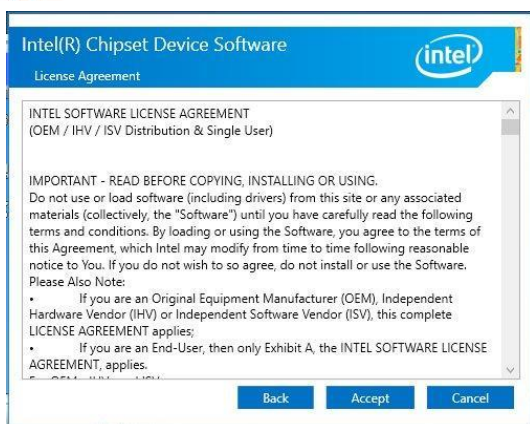 Intel(R) Chipset Device Software
intel
License Agreement
INTEL SOFTWARE LICENSE AGREEMENT
(OEM / IHV / ISV Distribution & Single User)
IMPORTANT - READ BEFORE COPYING, INSTALLING OR USING.
Do not use or load software (including drivers) from this site or any associated
materials (collectively, the "Software") until you have carefully read the following
terms and conditions. By loading or using the Software, you agree to the terms of
this Agreement, which Intel may modify from time to time following reasonable
notice to You. If you do not wish to so agree, do not install or use the Software.
Please Also Note:
• If you are an Original Equipment Manufacturer (OEM), Independent
Hardware Vendor (IHV) or Independent Software Vendor (ISV), this complete
LICENSE AGREEMENT applies;
• If you are an End-User, then only Exhibit A, the INTEL SOFTWARE LICENSE
AGREEMENT, applies.
Back Accept Cancel